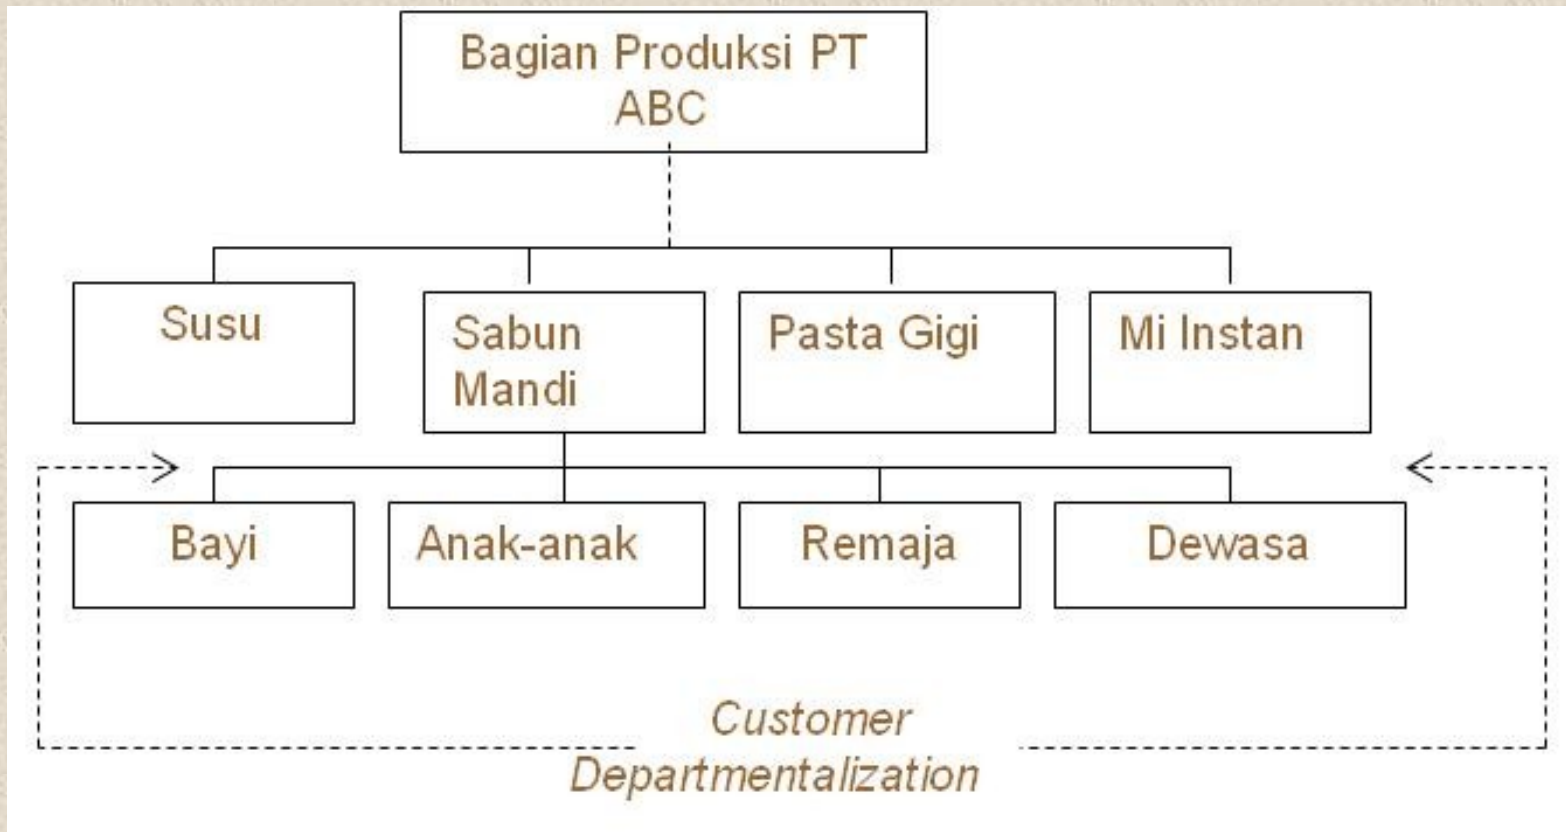 Bagian Produksi PT
ABC
Susu
Sabun
Mandi
Pasta Gigi
Mi Instan
Bayi
Anak-anak
Remaja
Dewasa
Customer
Departmentalization